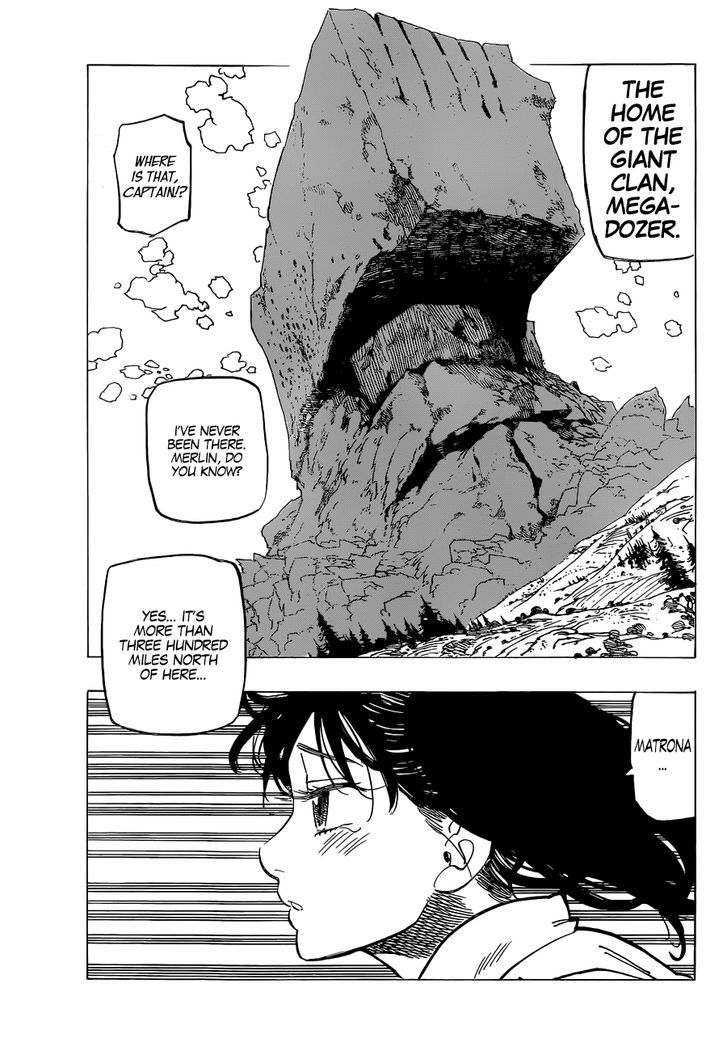 THE
HOME
OF THE
GIANT
CLAN,
MEGA-
DOZER.
WHERE
IS THAT,
CAPTAIN!?
I'VE NEVER
BEEN THERE.
MERLIN, DO
YOU KNOW?
YES... IT'S
MORE THAN
THREE HUNDRED
MILES NORTH
OF HERE...
MATRONA
...